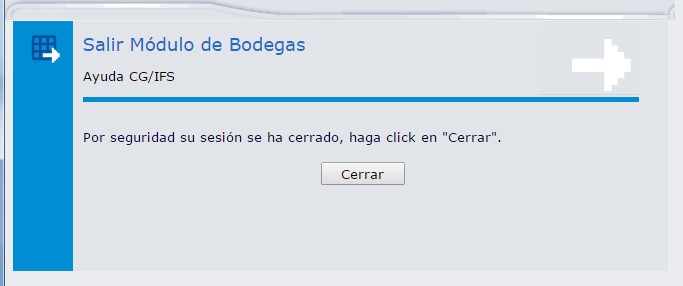 Salir Módulo de Bodegas
Ayuda CG/IFS
Por seguridad su sesión se ha cerrado, haga click en "Cerrar".
Cerrar